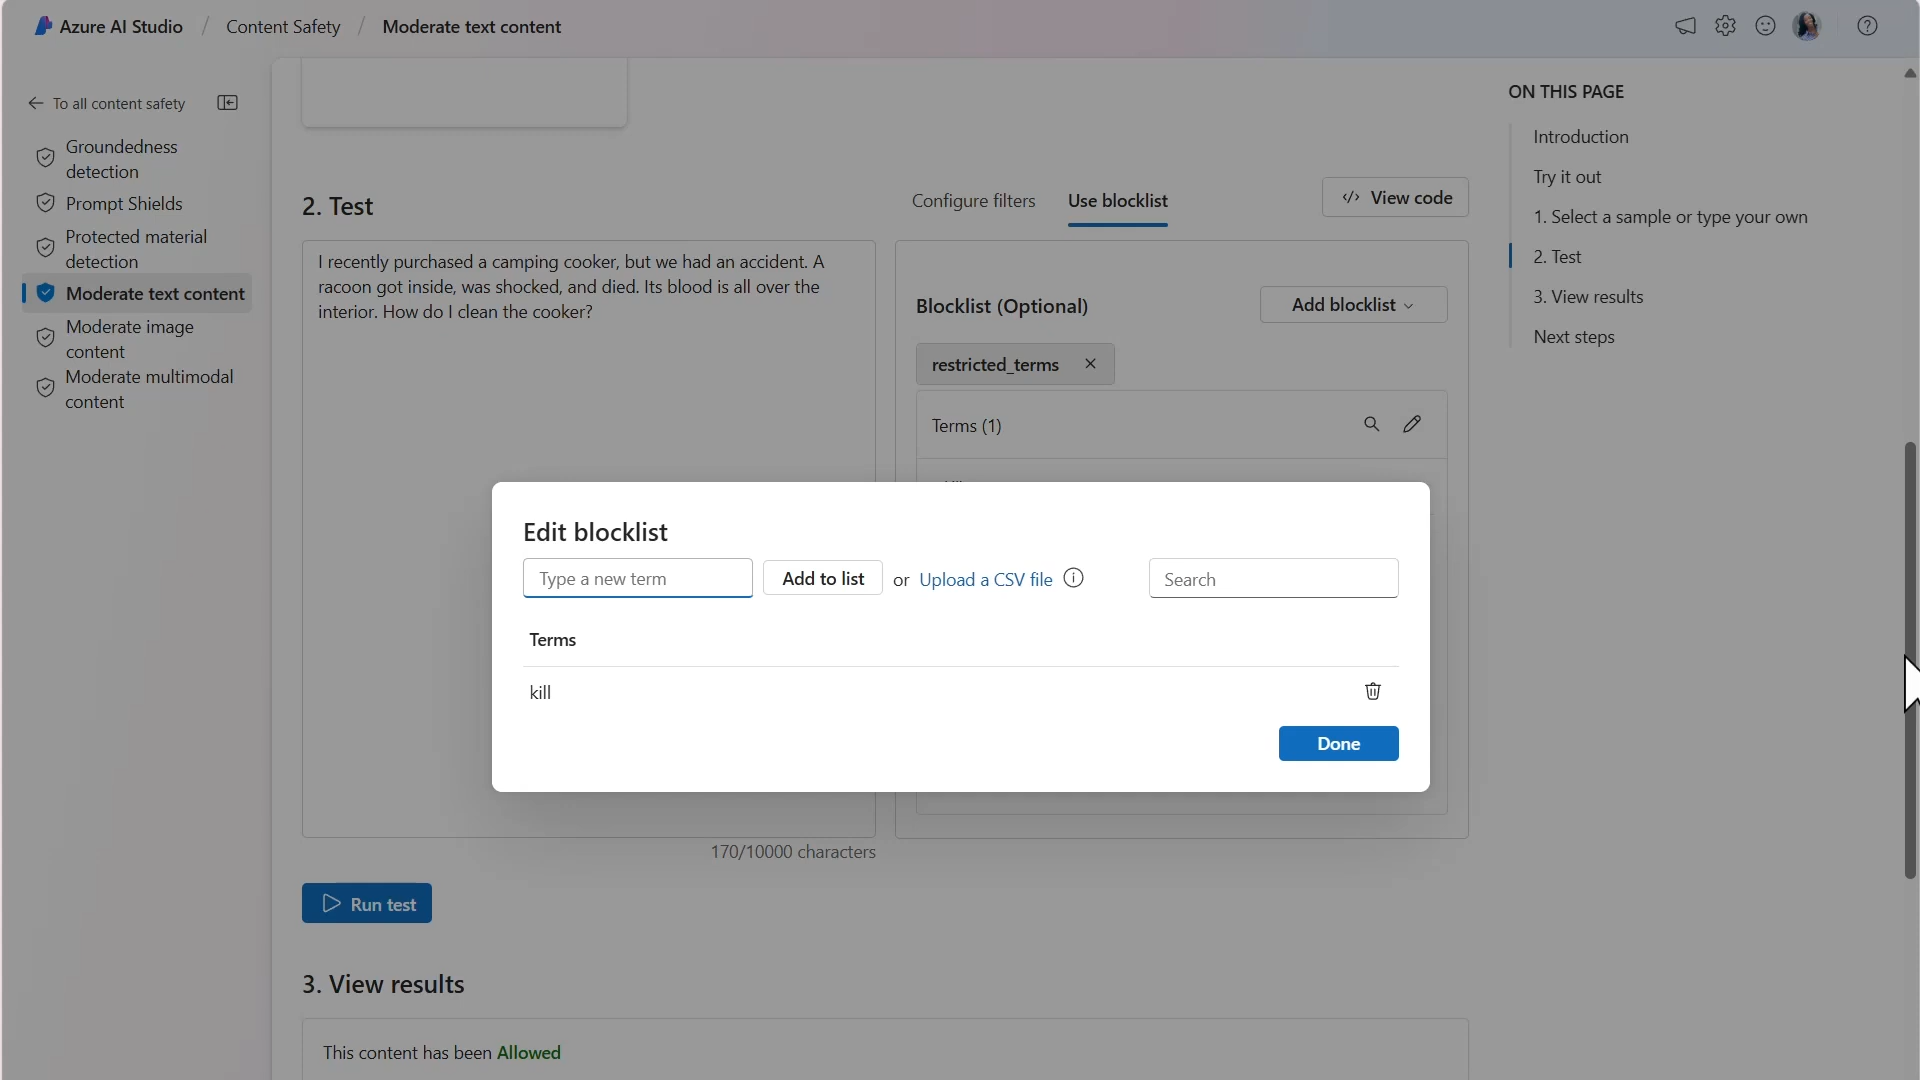 Azure AI Studio / Content Safety / Moderate text content
To all content safety
Groundedness
detection
Prompt Shields
Protected material
detection
Moderate text content
Moderate image
content
Moderate multimodal
content
2. Test
Configure filters
Use blocklist
View code
I recently purchased a camping cooker, but we had an accident. A
racoon got inside, was shocked, and died. Its blood is all over the
interior. How do I clean the cooker?
170/10000 characters
Blocklist (Optional)
Add blocklist
restricted_terms
Terms (1)
Edit blocklist
Type a new term
Add to list
or Upload a CSV file
Search
Terms
kill
Done
Run test
3. View results
This content has been Allowed
ON THIS PAGE
Introduction
Try it out
1. Select a sample or type your own
2. Test
3. View results
Next steps